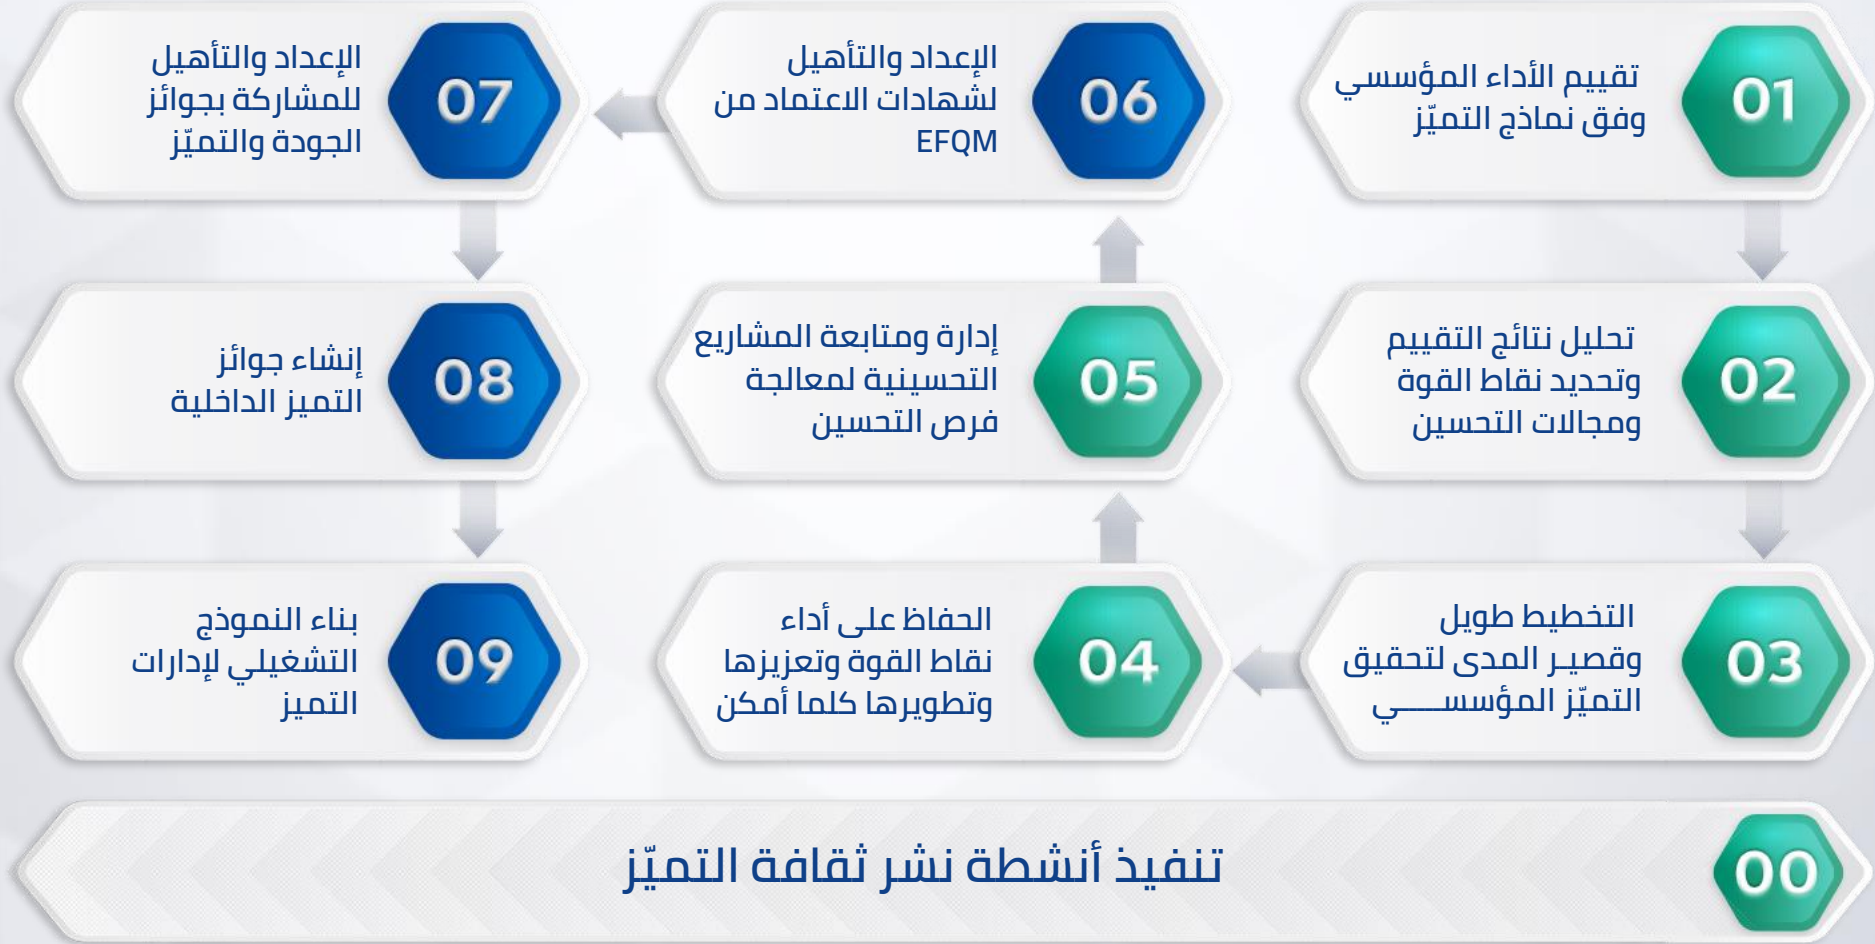 01
تقييم الأداء المؤسسي
وفق نماذج التميّز
02
تحليل نتائج التقييم
وتحديد نقاط القوة
ومجالات التحسين
03
التخطيط طويل
وقصيـر المدى لتحقيق
التميّز المؤسســـــي
04
الحفاظ على أداء
نقاط القوة وتعزيزها
وتطويرها كلما أمكن
05
إدارة ومتابعة المشاريع
التحسينية لمعالجة
فرص التحسين
06
الإعداد والتأهيل
لشهادات الاعتماد من
EFQM
07
الإعداد والتأهيل
للمشاركة بجوائز
الجودة والتميّز
08
إنشاء جوائز
التميز الداخلية
09
بناء النموذج
التشغيلي لإدارات
التميز
00
تنفيذ أنشطة نشر ثقافة التميّز